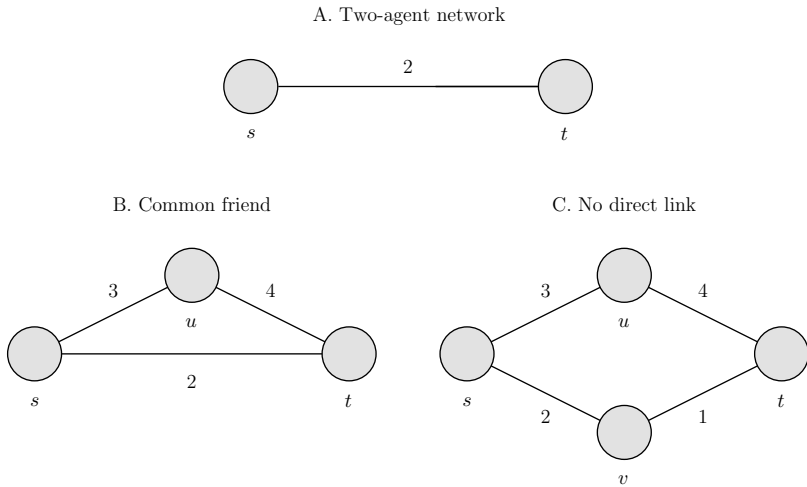 A. Two-agent network
2
s
t
B. Common friend
3
4
u
2
s
t
C. No direct link
3
4
u
s
t
2
1
v